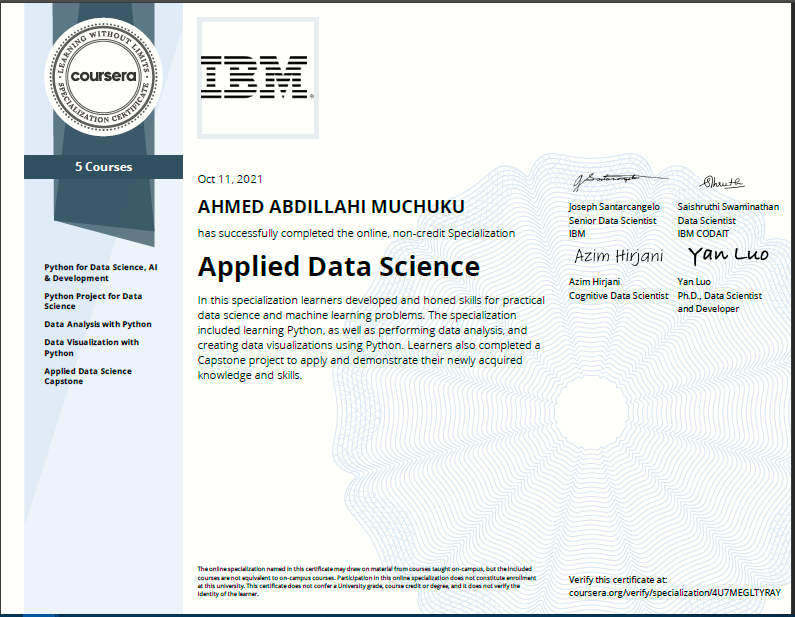 LEARNING WITHOUT LIMITS
coursera
SPECIALIZATION CERTIFICATE
5 Courses
Python for Data Science, AI
& Development
Python Project for Data
Science
Data Analysis with Python
Data Visualization with
Python
Applied Data Science
Capstone
IBM
Oct 11, 2021
AHMED ABDILLAHI MUCHUKU
has successfully completed the online, non-credit Specialization
Applied Data Science
In this specialization learners developed and honed skills for practical
data science and machine learning problems. The specialization
included learning Python, as well as performing data analysis, and
creating data visualizations using Python. Learners also completed a
Capstone project to apply and demonstrate their newly acquired
knowledge and skills.
Joseph Santarcangelo
Senior Data Scientist
IBM
Saishruthi Swaminathan
Data Scientist
IBM CODAIT
Azim Hirjani
Azim Hirjani
Cognitive Data Scientist
Yan Luo
Yan Luo
Ph.D., Data Scientist
and Developer
The online specialization named in this certificate may draw on material from courses taught on-campus, but the included
courses are not equivalent to on-campus courses. Participation in this online specialization does not constitute enrollment
at this university. This certificate does not confer a University grade, course credit or degree, and it does not verify the
identity of the learner.
Verify this certificate at:
coursera.org/verify/specialization/4U7MEGLTYRAY